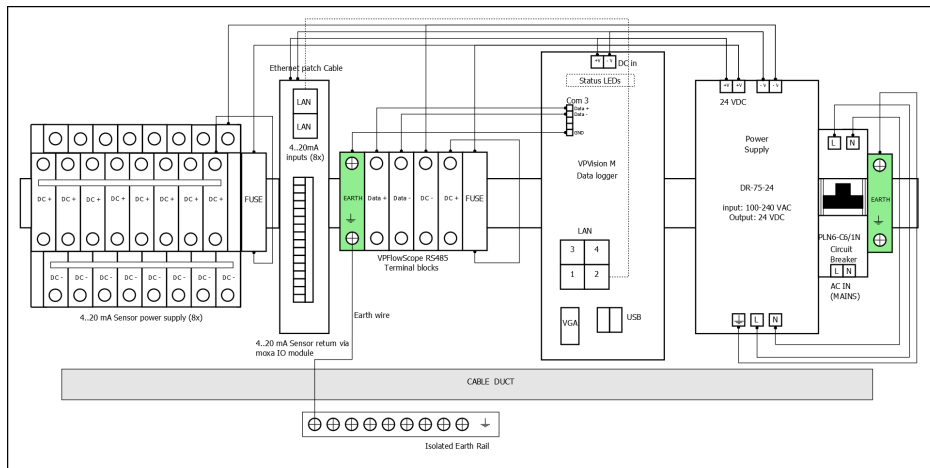 Ethernet patch Cable
LAN
LAN
4..20mA
inputs (8x)
DC + DC + DC + DC + DC + DC + DC + DC +
FUSE
DC - DC - DC - DC - DC - DC - DC - DC -
4..20 mA Sensor power supply (8x)
4..20 mA Sensor return via
moxa IO module
EARTH
Data +
Data -
DC -
DC +
FUSE
VPFlowScope RS485
Terminal blocks
Earth wire
+V
- V
DC in
Status LEDs
Com 3
Data +
Data -
GND
VPVision M
Data logger
LAN
3 4
1 2
VGA
USB
+V +V - V - V
24 VDC
Power
Supply
DR-75-24
input: 100-240 VAC
Output: 24 VDC
L N
L N
PLN6-C6/1N
Circuit
Breaker
L N
AC IN
(MAINS)
EARTH
CABLE DUCT
Isolated Earth Rail